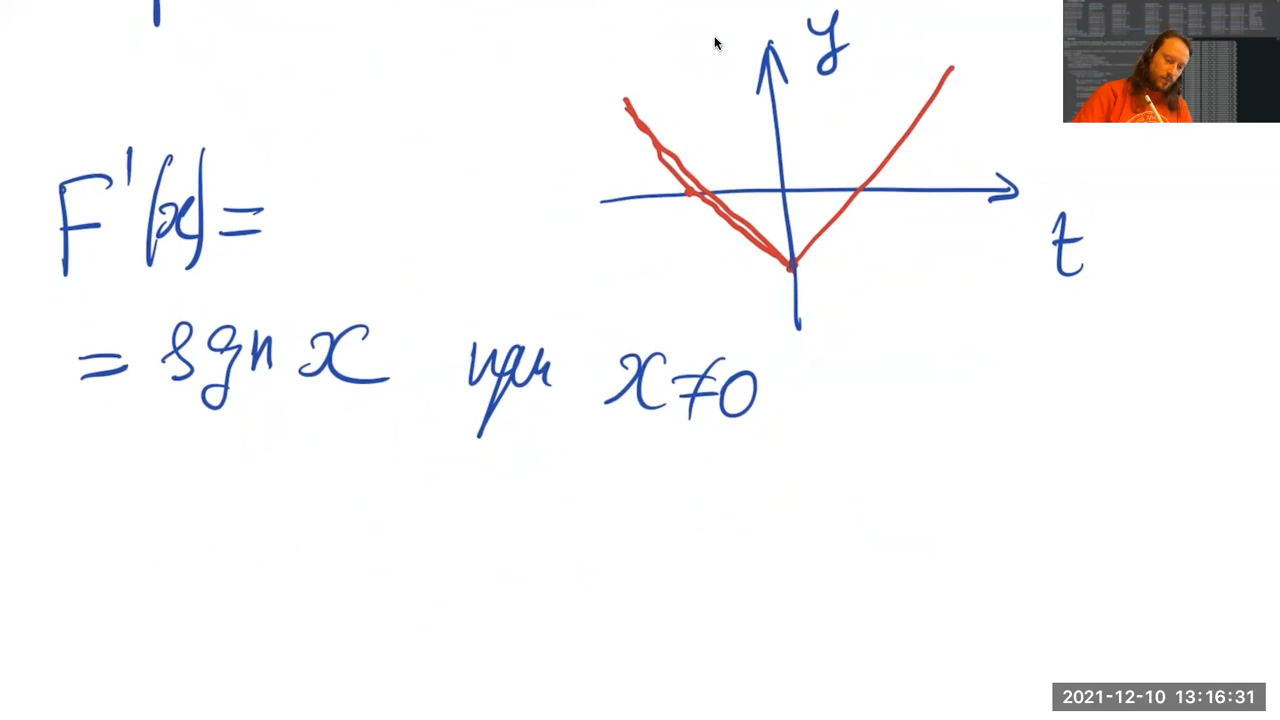 y
t
F'(x) =
= sgn x при x≠0
2021-12-10 13:16:31